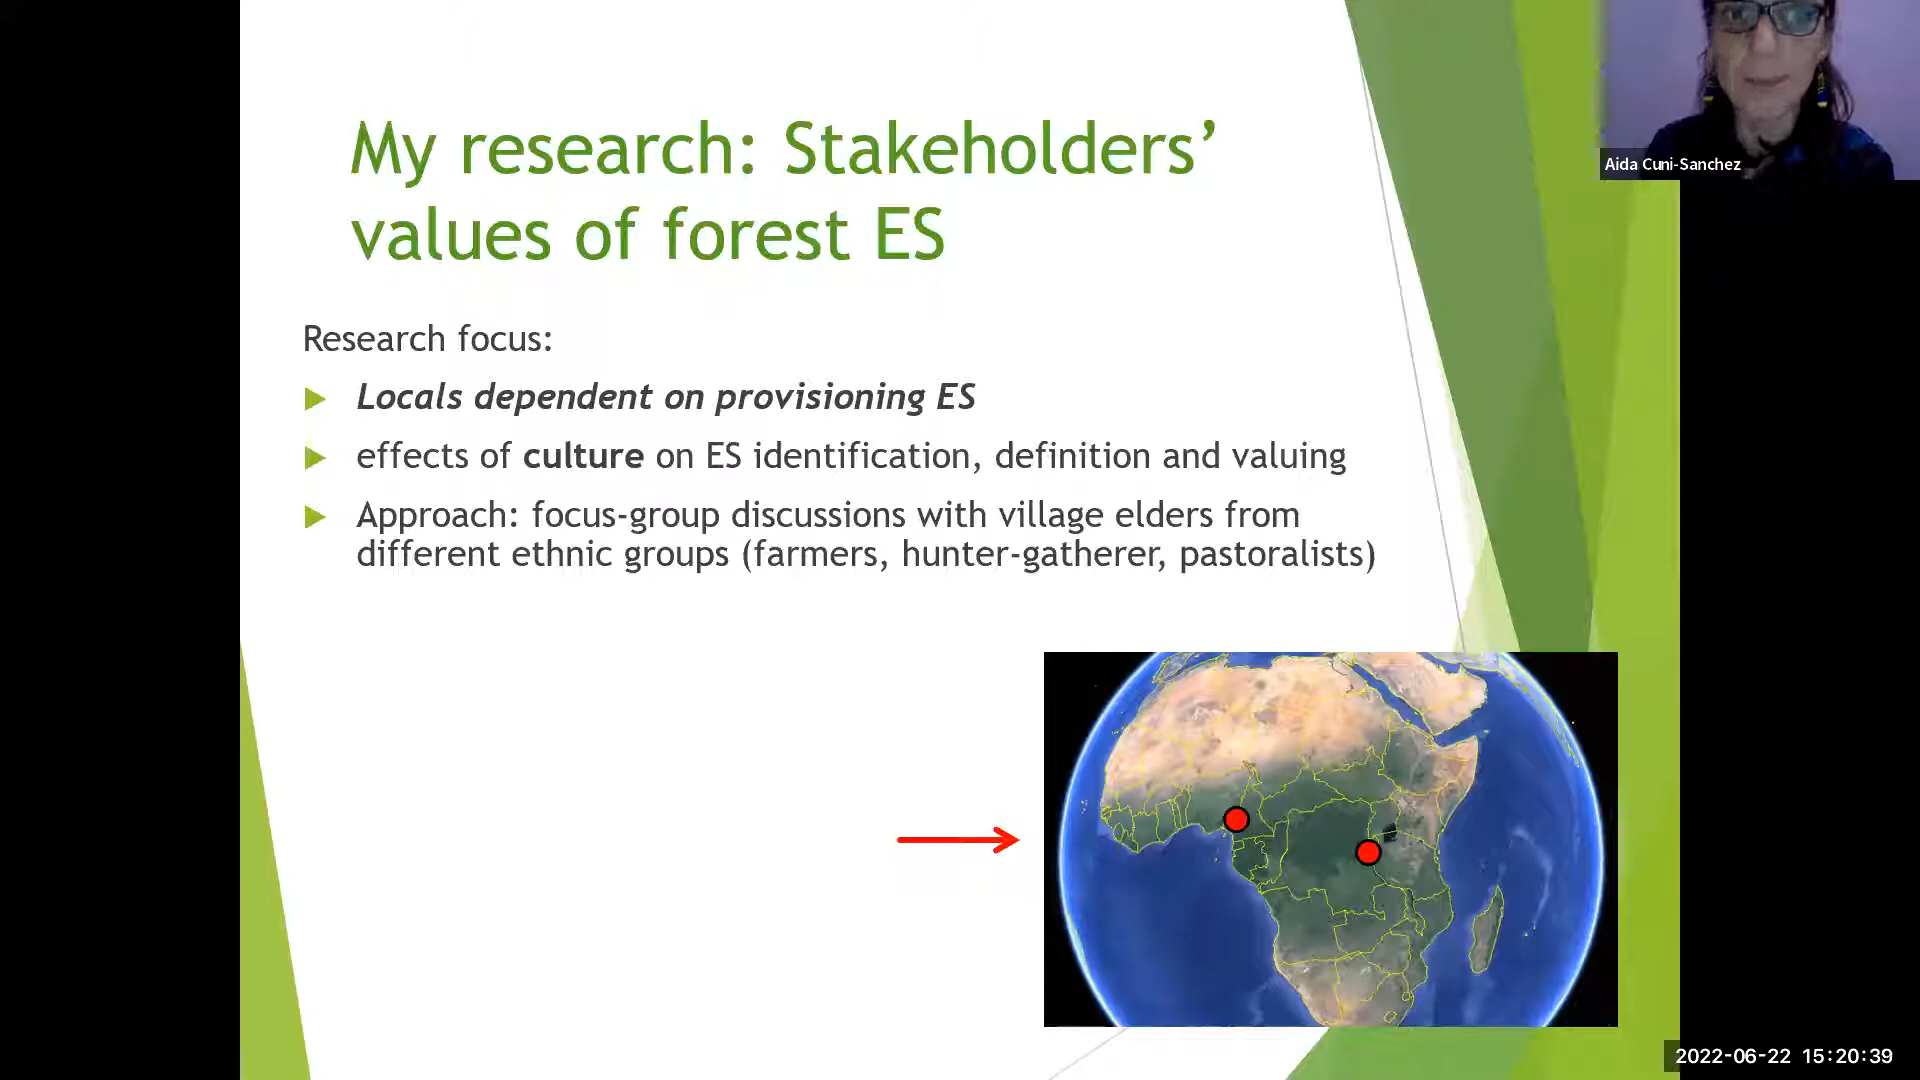 My research: Stakeholders’
values of forest ES
Aida Cuni-Sanchez
Research focus:
Locals dependent on provisioning ES
effects of culture on ES identification, definition and valuing
Approach: focus-group discussions with village elders from
different ethnic groups (farmers, hunter-gatherer, pastoralists)
2022-06-22 15:20:39